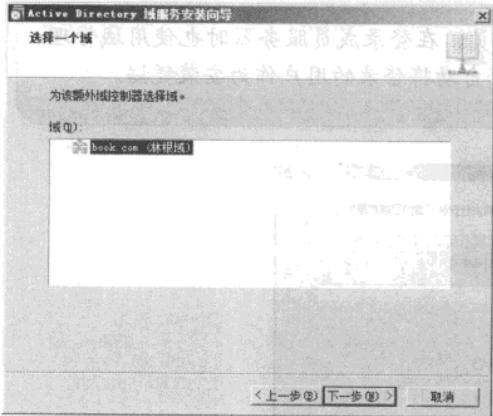 Active Directory 域服务安装向导
选择一个域
为该额外域控制器选择域。
域(D):
book.com (林根域)
< 上一步(B)
下一步(N) >
取消